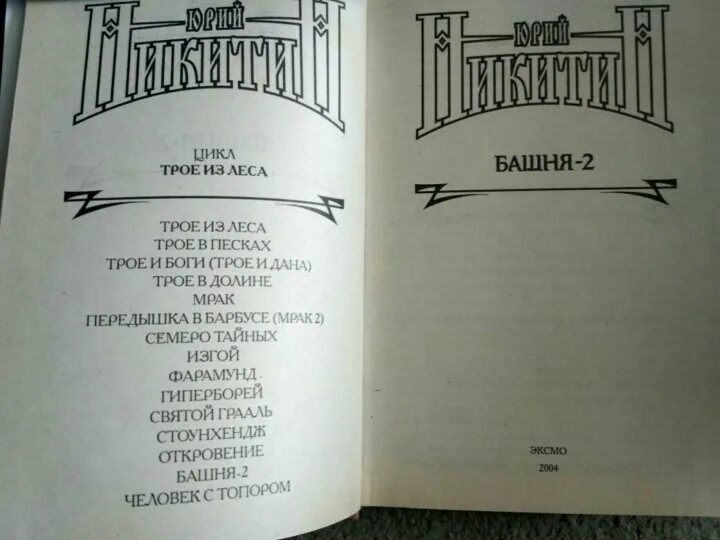 ЮРИЙ
НИКИТИН
ЦИКЛ
ТРОЕ ИЗ ЛЕСА
ТРОЕ ИЗ ЛЕСА
ТРОЕ В ПЕСКАХ
ТРОЕ И БОГИ (ТРОЕ И ДАНА)
ТРОЕ В ДОЛИНЕ
МРАК
ПЕРЕДЫШКА В БАРБУСЕ (МРАК 2)
СЕМЕРО ТАЙНЫХ
ИЗГОЙ
ФАРАМУНД
ГИПЕРБОРЕЙ
СВЯТОЙ ГРААЛЬ
СТОУНХЕНДЖ
ОТКРОВЕНИЕ
БАШНЯ-2
ЧЕЛОВЕК С ТОПОРОМ
ЮРИЙ
НИКИТИН
БАШНЯ-2
ЭКСМО
2004